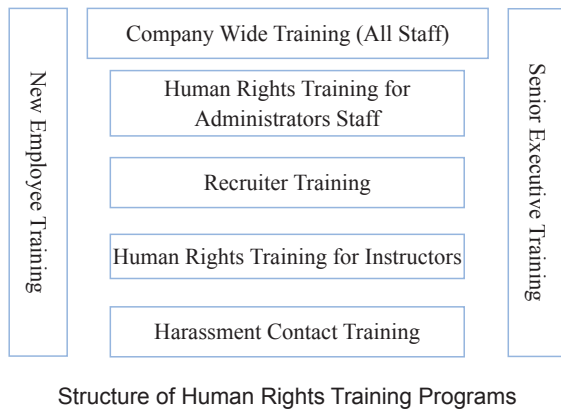 New Employee Training
Company Wide Training (All Staff)
Human Rights Training for
Administrators Staff
Recruiter Training
Human Rights Training for Instructors
Harassment Contact Training
Senior Executive Training
Structure of Human Rights Training Programs